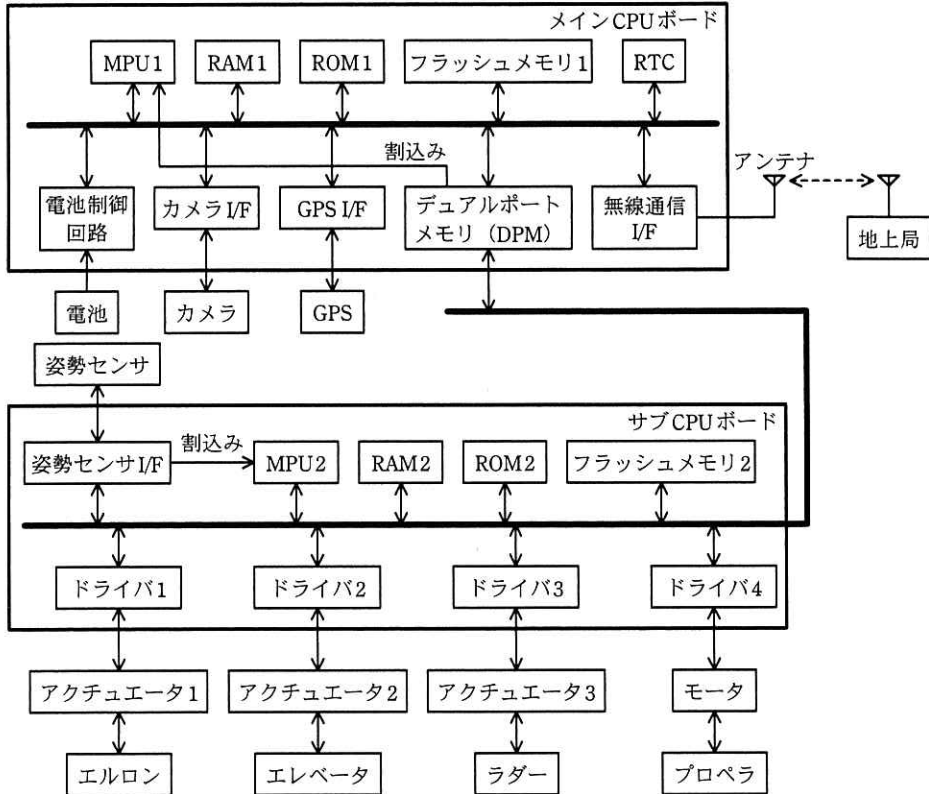 メインCPUボード
MPU1
RAM1
ROM1
フラッシュメモリ1
RTC
割込み
アンテナ
電池制御
回路
カメラI/F
GPS I/F
デュアルポート
メモリ（DPM）
無線通信
I/F
地上局
電池
カメラ
GPS
姿勢センサ
サブCPUボード
姿勢センサI/F
割込み
MPU2
RAM2
ROM2
フラッシュメモリ2
ドライバ1
ドライバ2
ドライバ3
ドライバ4
アクチュエータ1
アクチュエータ2
アクチュエータ3
モータ
エルロン
エレベータ
ラダー
プロペラ